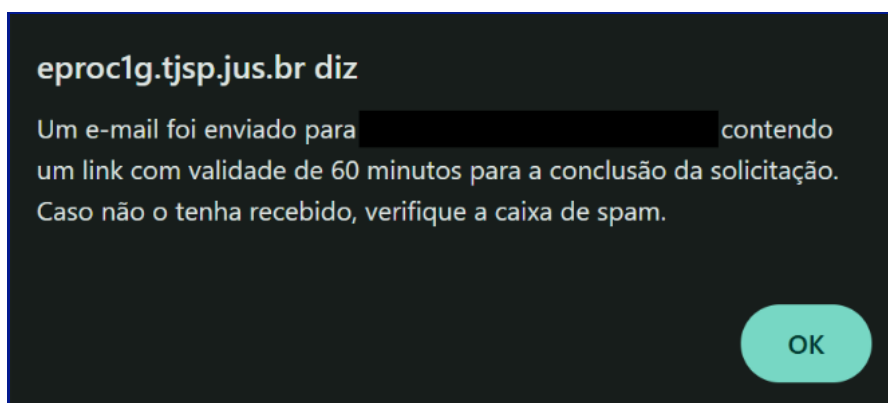 eproc1g.tjsp.jus.br diz
Um e-mail foi enviado para contendo
um link com validade de 60 minutos para a conclusão da solicitação.
Caso não o tenha recebido, verifique a caixa de spam.
OK